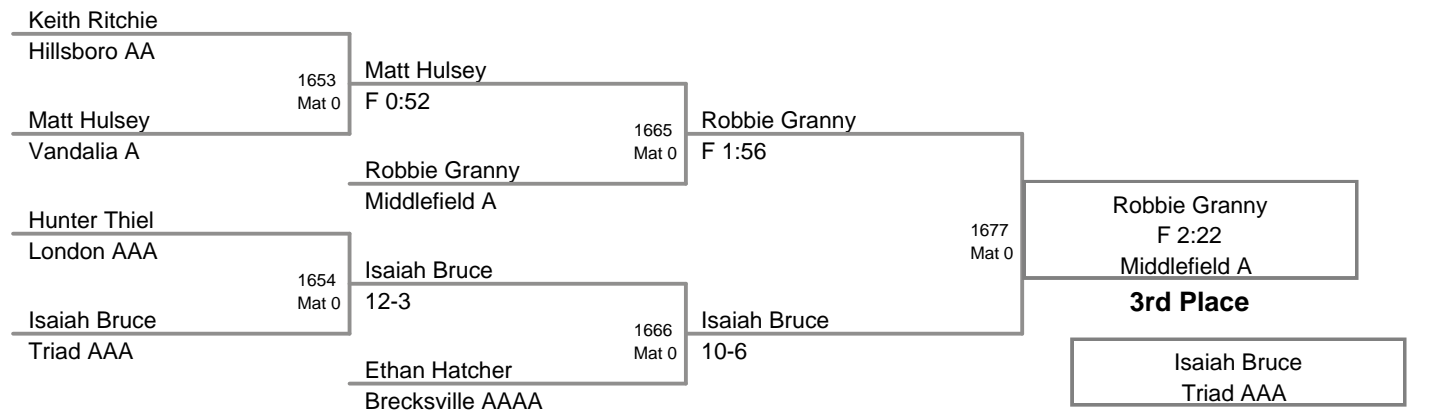 Keith Ritchie
Hillsboro AA
1653
Mat 0
Matt Hulsey
F 0:52
Matt Hulsey
Vandalia A
1665
Mat 0
Robbie Granny
F 1:56
Robbie Granny
Middlefield A
Hunter Thiel
London AAA
1677
Mat 0
Robbie Granny
F 2:22
Middlefield A
3rd Place
1654
Mat 0
Isaiah Bruce
12-3
Isaiah Bruce
Triad AAA
1666
Mat 0
Isaiah Bruce
10-6
Ethan Hatcher
Brecksville AAAA
Isaiah Bruce
Triad AAA